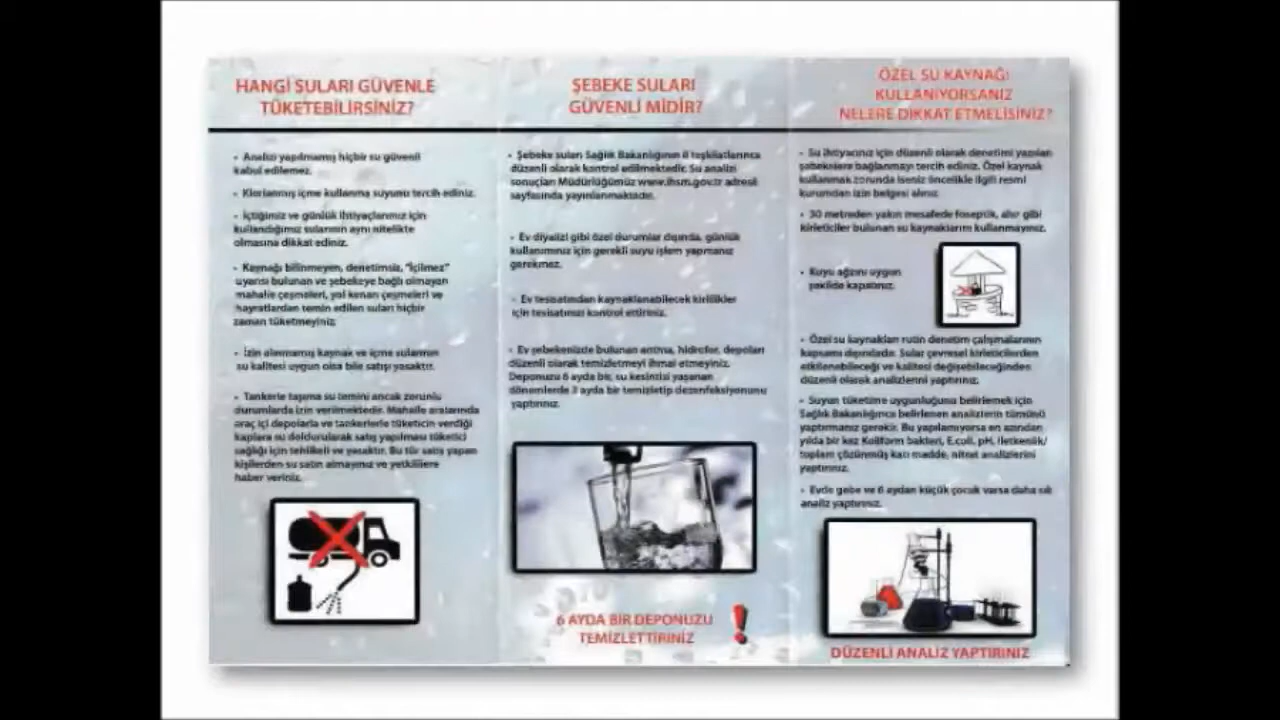 HANGİ SULARI GÜVENLE
TÜKETEBİLİRSİNİZ?
• Analizi yapılmamış hiçbir su güvenli
kabul edilemez.
• Klorlanmış içme kullanma suyunu tercih ediniz.
• İçtiğimiz ve günlük ihtiyaçlarımız için
kullandığımız suların aynı nitelikte
olmasına dikkat ediniz.
• Kaynağı bilinmeyen, denetimsiz, "İçilmez"
uyarısı bulunan ve şebekeye bağlı olmayan
mahalle çeşmeleri, yol kenarı çeşmeleri ve
hayratlardan temin edilen suları hiçbir
zaman tüketmeyiniz.
• İzin alınmamış kaynak ve içme sularının
su kalitesi uygun olsa bile satışı yasaktır.
• Tankerle taşıma su temini ancak zorunlu
durumlarda izin verilmektedir. Mahalle aralarında
araç içi depolarla ve tankerlerle tüketicin verdiği
kaplara su doldurularak satış yapılması tüketici
sağlığı için tehlikeli ve yasaktır. Bu tür satış yapan
kişilerden su satın almayınız ve yetkililere
haber veriniz.
ŞEBEKE SULARI
GÜVENLİ MİDİR?
• Şebeke suları Sağlık Bakanlığının il teşkilatlarınca
düzenli olarak kontrol edilmektedir. Su analizi
sonuçları Müdürlüğümüz www.ihsm.gov.tr adresli
sayfasında yayınlanmaktadır.
• Ev diyalizi gibi özel durumlar dışında, günlük
kullanımınız için gerekli suyu işlem yapmanız
gerekmez.
• Ev tesisatından kaynaklanabilecek kirlilikler
için tesisatınızı kontrol ettiriniz.
• Ev şebekenizde bulunan arıtma, hidrofor, depoları
düzenli olarak temizletmeyi ihmal etmeyiniz.
Deponuzu 6 ayda bir, su kesintisi yaşanan
dönemlerde 3 ayda bir temizletip dezenfeksiyonunu
yaptırınız.
6 AYDA BİR DEPONUZU
TEMİZLETTİRİNİZ
!
ÖZEL SU KAYNAĞI
KULLANIYORSANIZ
NELERE DİKKAT ETMELİSİNİZ?
• Su ihtiyacınız için düzenli olarak denetimi yapılan
şebekelere bağlanmayı tercih ediniz. Özel kaynak
kullanmak zorunda iseniz öncelikle ilgili resmi
kurumdan izin belgesi alınız.
• 30 metreden yakın mesafede foseptik, ahır gibi
kirleticiler bulunan su kaynaklarını kullanmayınız.
• Kuyu ağzını uygun
şekilde kapatınız.
• Özel su kaynakları rutin denetim çalışmalarının
kapsamı dışındadır. Sular çevresel kirleticilerden
etkilenebileceği ve kalitesi değişebileceğinden
düzenli olarak analizlerini yaptırınız.
• Suyun tüketime uygunluğunu belirlemek için
Sağlık Bakanlığınca belirlenen analizlerin tümünü
yaptırmanız gerekir. Bu yapılamıyorsa en azından
yılda bir kez Koliform bakteri, E.coli, pH, iletkenlik/
toplam çözünmüş katı madde, nitrat analizlerini
yaptırınız.
• Evde gebe ve 6 aydan küçük çocuk varsa daha sık
analiz yaptırınız.
DÜZENLİ ANALİZ YAPTIRINIZ